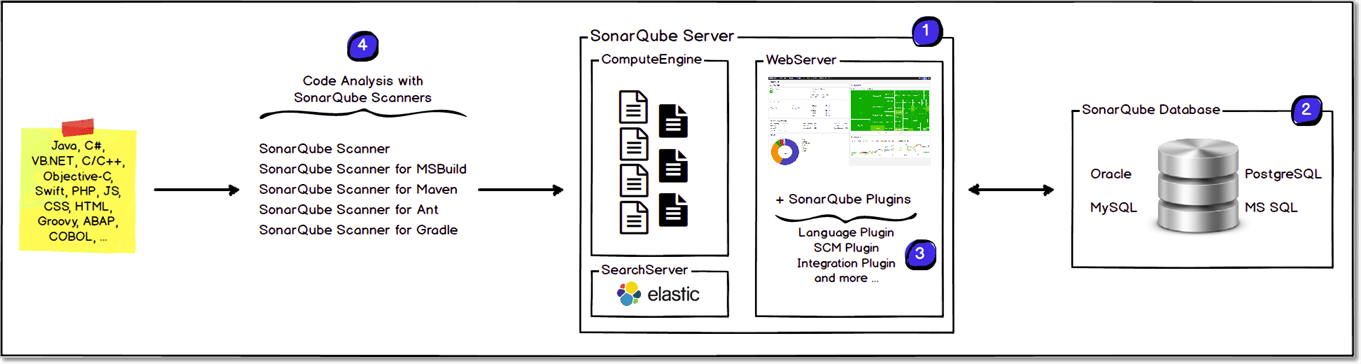 Java, C#,
VB.NET, C/C++,
Objective-C,
Swift, PHP, JS,
CSS, HTML,
Groovy, ABAP,
COBOL, ...
4
Code Analysis with
SonarQube Scanners
SonarQube Scanner
SonarQube Scanner for MSBuild
SonarQube Scanner for Maven
SonarQube Scanner for Ant
SonarQube Scanner for Gradle
1
SonarQube Server
ComputeEngine
SearchServer
elastic
WebServer
+ SonarQube Plugins
Language Plugin
SCM Plugin
Integration Plugin
and more ...
3
2
SonarQube Database
Oracle
PostgreSQL
MySQL
MS SQL